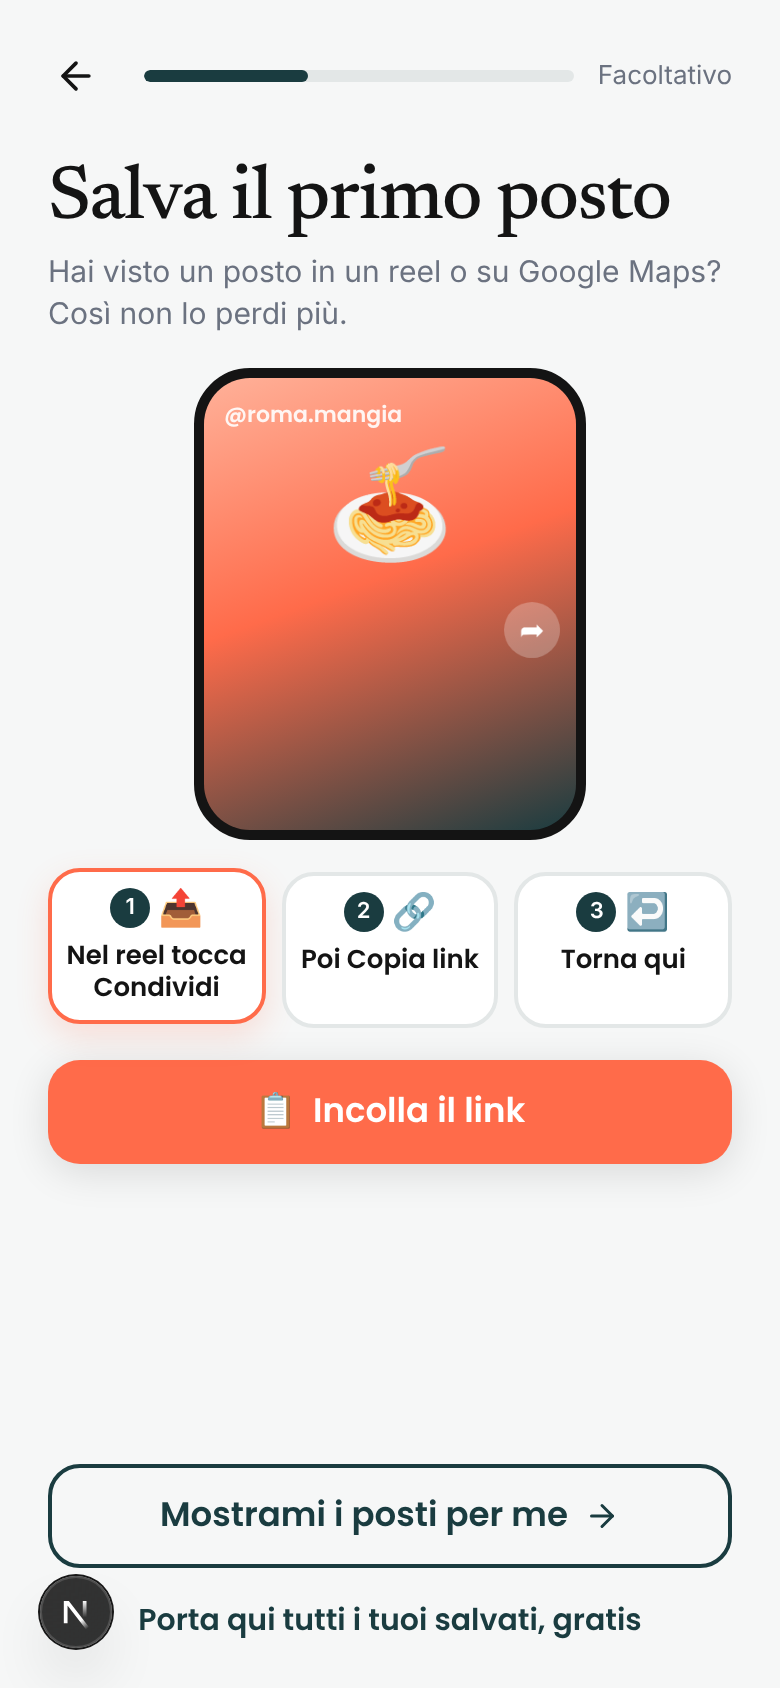 Facoltativo
Salva il primo posto
Hai visto un posto in un reel o su Google Maps?
Così non lo perdi più.
@roma.mangia
1
Nel reel tocca
Condividi
2
Poi Copia link
3
Torna qui
Incolla il link
Mostrami i posti per me →
N
Porta qui tutti i tuoi salvati, gratis